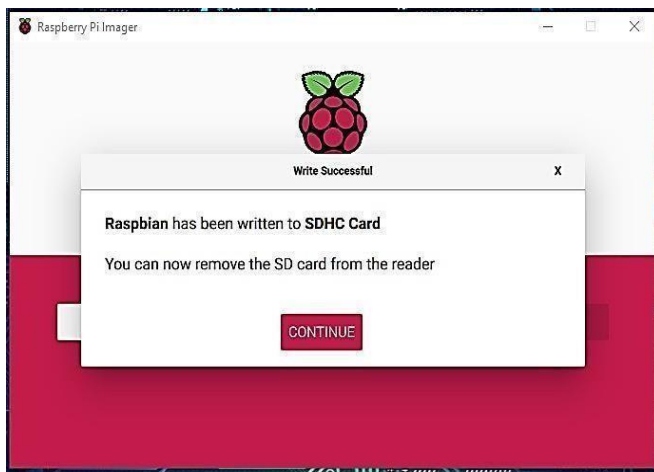 Raspberry Pi Imager
Write Successful
X
Raspbian has been written to SDHC Card
You can now remove the SD card from the reader
CONTINUE